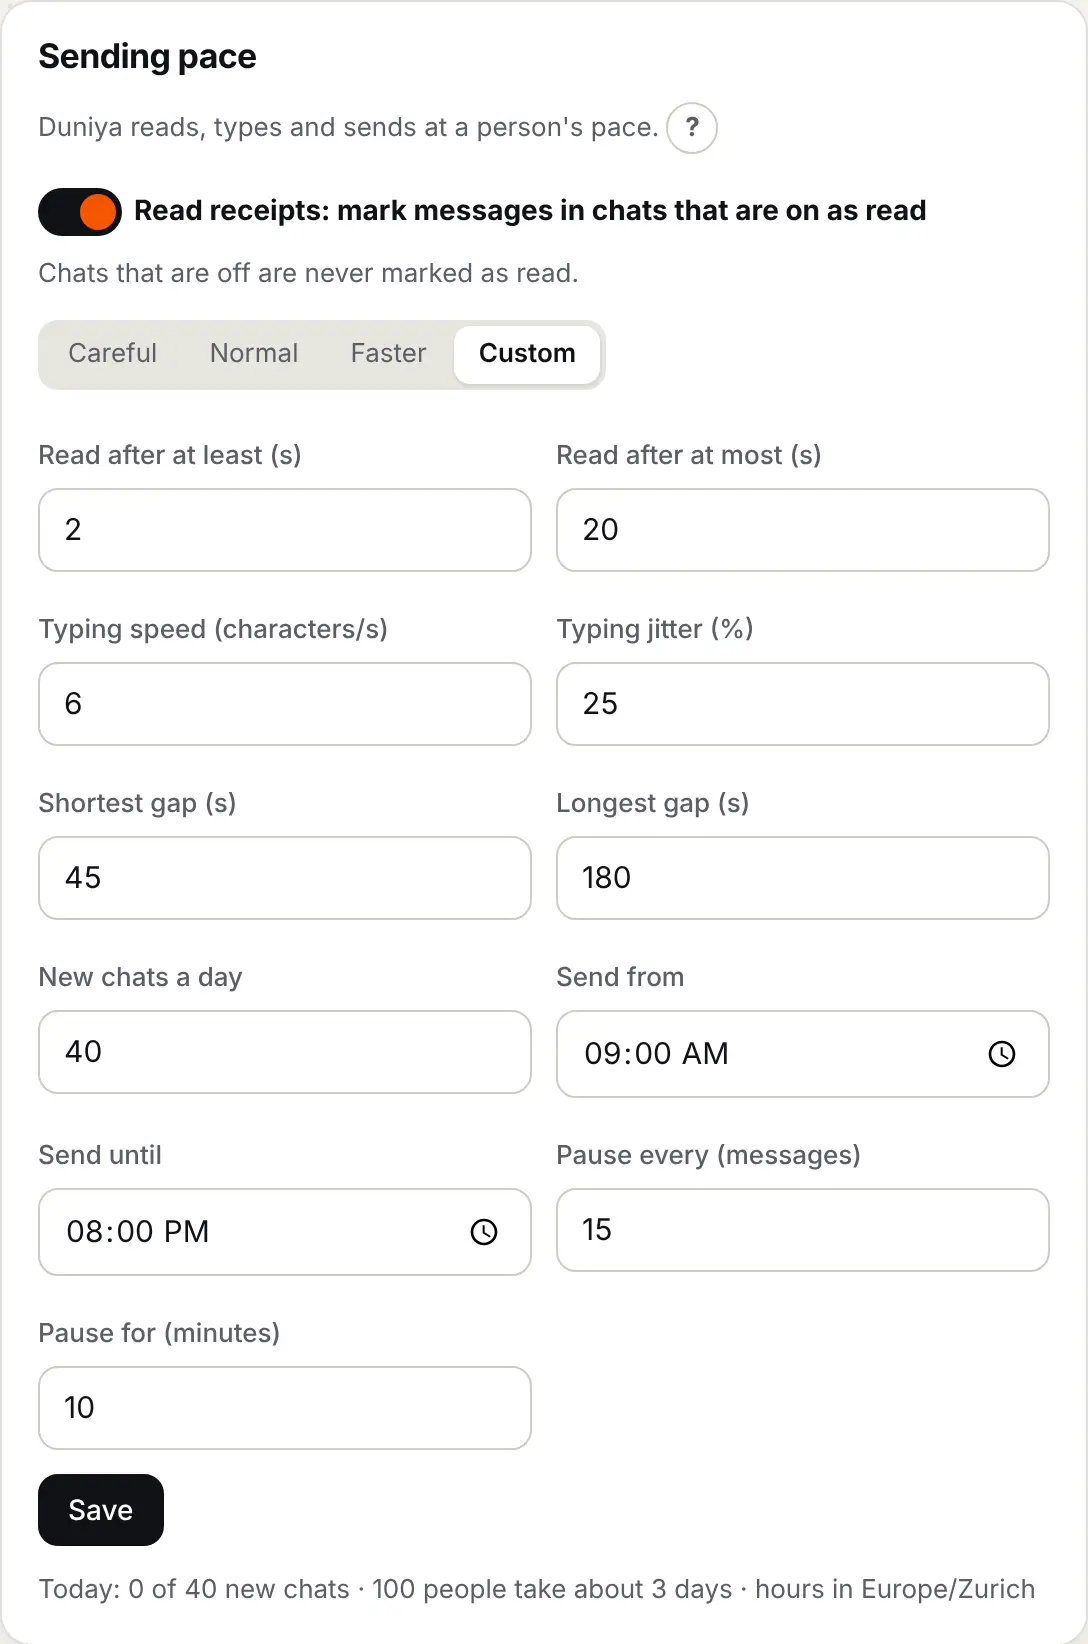 Sending pace
Duniya reads, types and sends at a person's pace. ?
Read receipts: mark messages in chats that are on as read
Chats that are off are never marked as read.
Careful Normal Faster Custom
Read after at least (s) Read after at most (s)
2 20
Typing speed (characters/s) Typing jitter (%)
6 25
Shortest gap (s) Longest gap (s)
45 180
New chats a day Send from
40 09:00 AM
Send until Pause every (messages)
08:00 PM 15
Pause for (minutes)
10
Save
Today: 0 of 40 new chats · 100 people take about 3 days · hours in Europe/Zurich